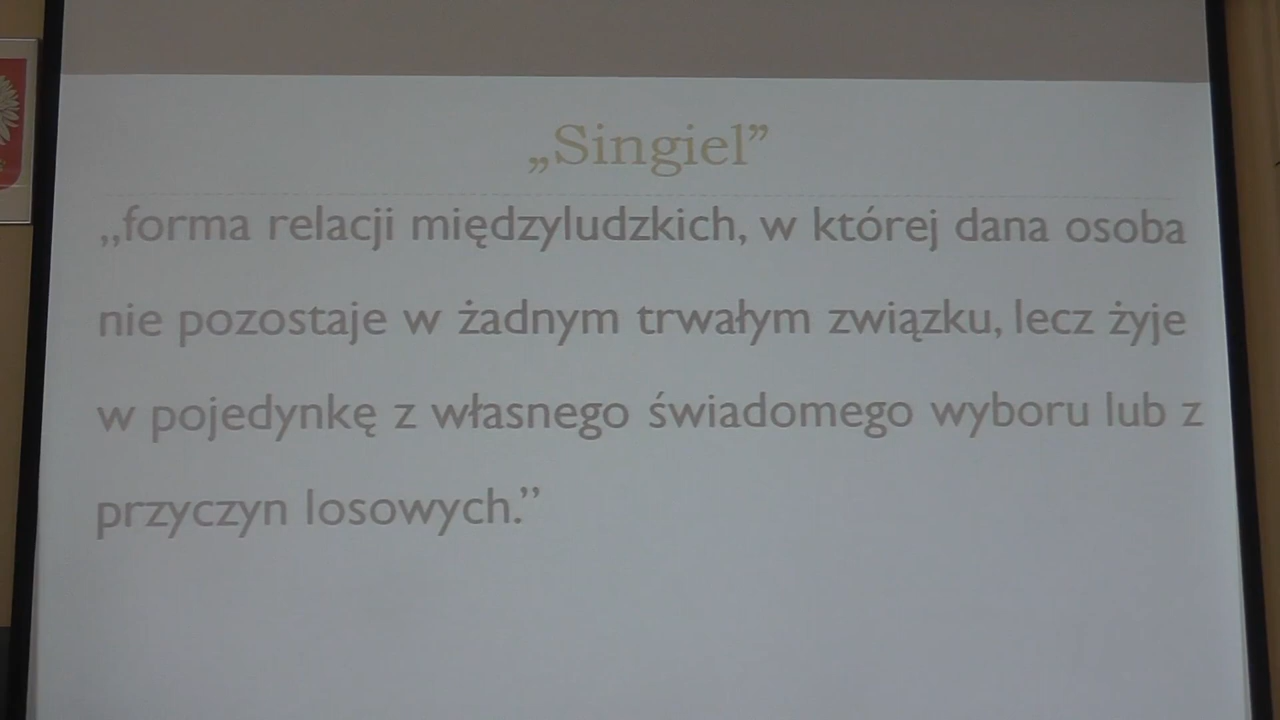 „Singiel”
„forma relacji międzyludzkich, w której dana osoba
nie pozostaje w żadnym trwałym związku, lecz żyje
w pojedynkę z własnego świadomego wyboru lub z
przyczyn losowych.”